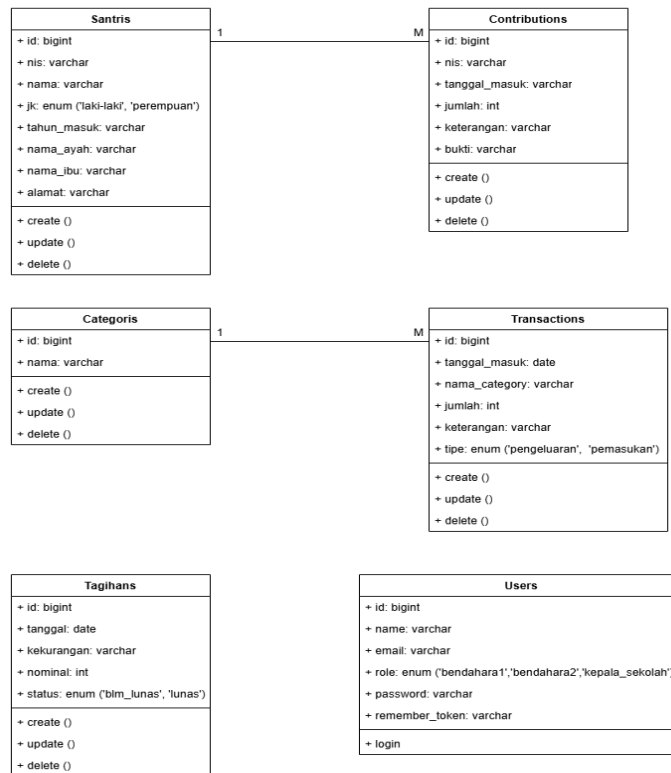 Santris
+ id: bigint
+ nis: varchar
+ nama: varchar
+ jk: enum ('laki-laki', 'perempuan')
+ tahun_masuk: varchar
+ nama_ayah: varchar
+ nama_ibu: varchar
+ alamat: varchar
+ create ()
+ update ()
+ delete ()
1
M
Contributions
+ id: bigint
+ nis: varchar
+ tanggal_masuk: varchar
+ jumlah: int
+ keterangan: varchar
+ bukti: varchar
+ create ()
+ update ()
+ delete ()
Categoris
+ id: bigint
+ nama: varchar
+ create ()
+ update ()
+ delete ()
1
M
Transactions
+ id: bigint
+ tanggal_masuk: date
+ nama_category: varchar
+ jumlah: int
+ keterangan: varchar
+ tipe: enum ('pengeluaran', 'pemasukan')
+ create ()
+ update ()
+ delete ()
Tagihans
+ id: bigint
+ tanggal: date
+ kekurangan: varchar
+ nominal: int
+ status: enum ('blm_lunas', 'lunas')
+ create ()
+ update ()
+ delete ()
Users
+ id: bigint
+ name: varchar
+ email: varchar
+ role: enum ('bendahara1','bendahara2','kepala_sekolah')
+ password: varchar
+ remember_token: varchar
+ login